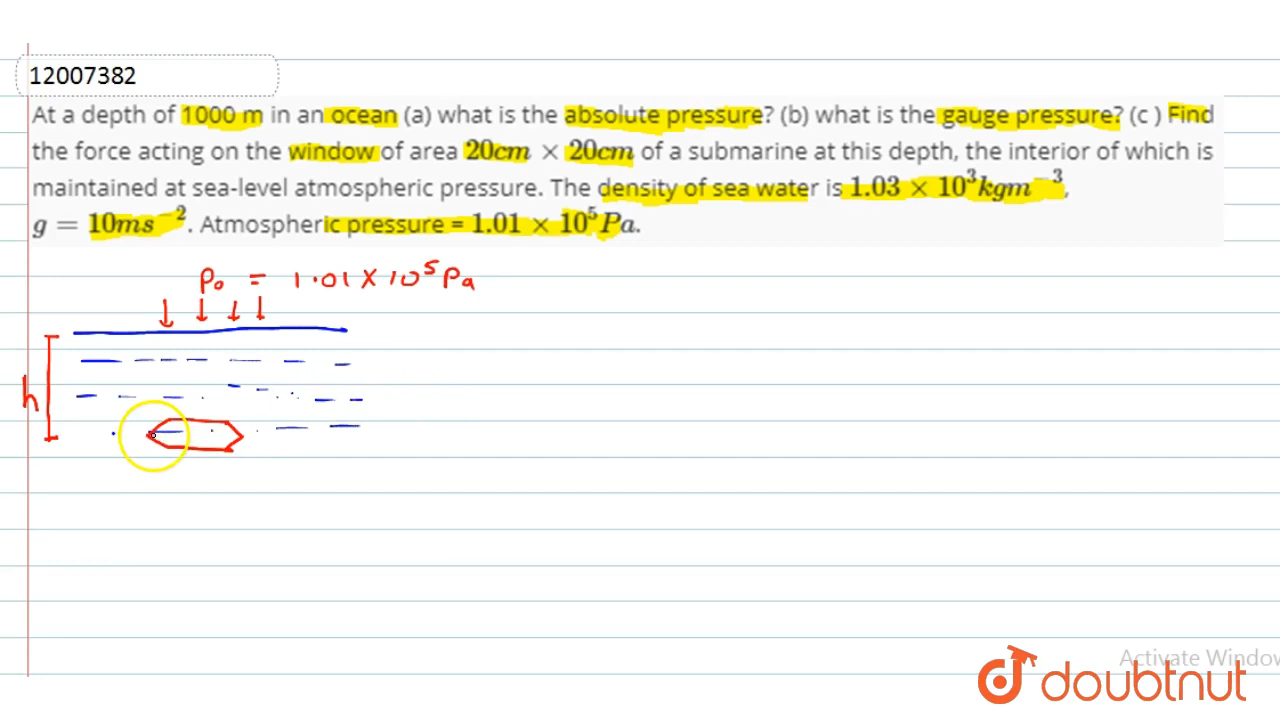 12007382
At a depth of 1000 m in an ocean (a) what is the absolute pressure? (b) what is the gauge pressure? (c ) Find
the force acting on the window of area 20cm × 20cm of a submarine at this depth, the interior of which is
maintained at sea-level atmospheric pressure. The density of sea water is 1.03 × 10³kgm⁻³,
g = 10ms⁻². Atmospheric pressure = 1.01 × 10⁵Pa.
P₀ = 1.01 × 10⁵ Pa
h
Activate Window
doubtnut